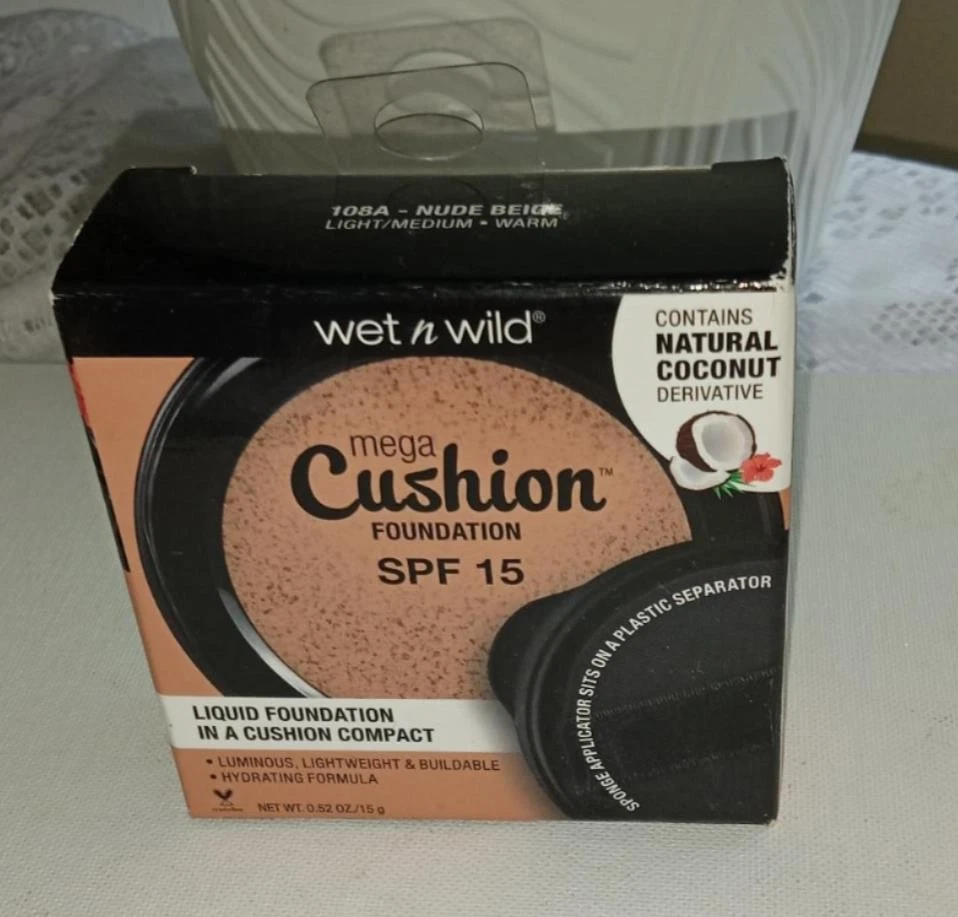 108A - NUDE BEIGE
LIGHT/MEDIUM • WARM
wet n wild®
CONTAINS
NATURAL
COCONUT
DERIVATIVE
mega
Cushion™
FOUNDATION
SPF 15
SPONGE APPLICATOR SITS ON A PLASTIC SEPARATOR
LIQUID FOUNDATION
IN A CUSHION COMPACT
• LUMINOUS, LIGHTWEIGHT & BUILDABLE
• HYDRATING FORMULA
NET WT. 0.52 OZ./15 g